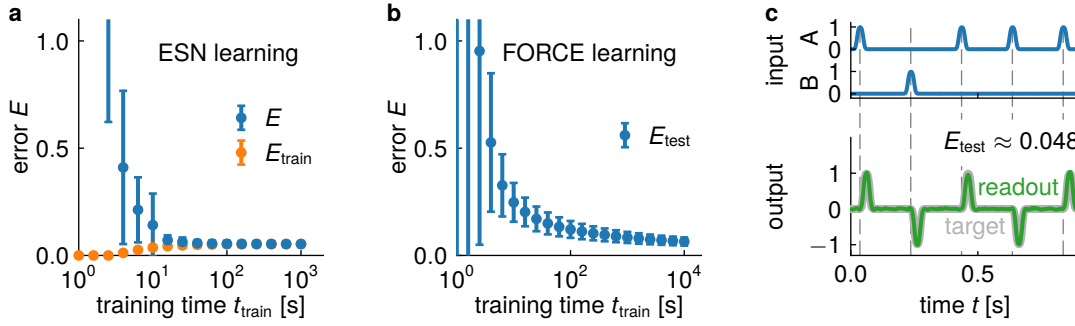 a
1.0
0.5
0.0
error E
ESN learning
E
E_train
10^0 10^1 10^2 10^3
training time t_train [s]
b
1.0
0.5
0.0
error E
FORCE learning
E_test
10^0 10^2 10^4
training time t_train [s]
c
input
A
1
0
B
1
0
E_test ≈ 0.048
output
1
0
−1
readout
target
0.0 0.5
time t [s]